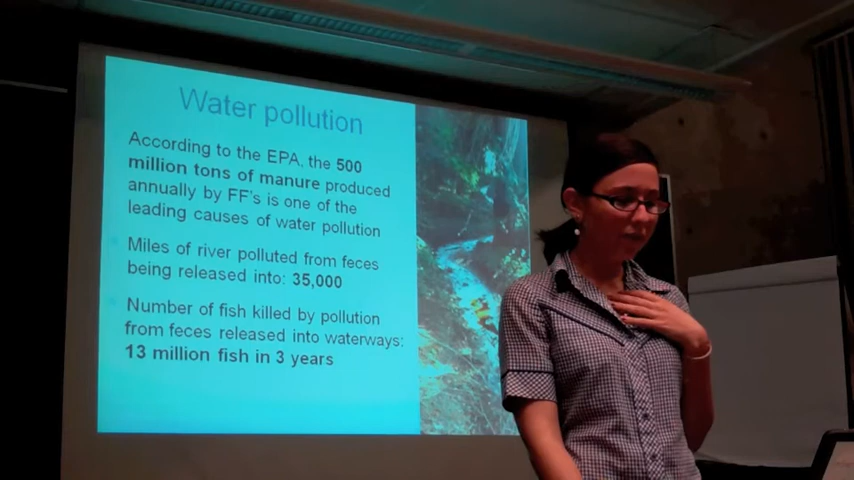 Water pollution
According to the EPA, the 500
million tons of manure produced
annually by FF's is one of the
leading causes of water pollution
Miles of river polluted from feces
being released into: 35,000
Number of fish killed by pollution
from feces released into waterways:
13 million fish in 3 years